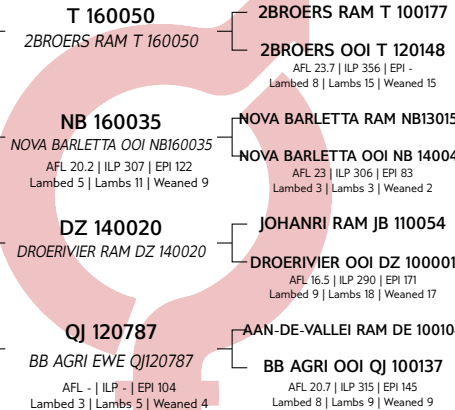 T 160050
2BROERS RAM T 160050
2BROERS RAM T 100177
2BROERS OOI T 120148
AFL 23.7 | ILP 356 | EPI -
Lambed 8 | Lambs 15 | Weaned 15
NB 160035
NOVA BARLETTA OOI NB160035
AFL 20.2 | ILP 307 | EPI 122
Lambed 5 | Lambs 11 | Weaned 9
NOVA BARLETTA RAM NB13015
NOVA BARLETTA OOI NB 14004
AFL 23 | ILP 306 | EPI 83
Lambed 3 | Lambs 3 | Weaned 2
DZ 140020
DROERIVIER RAM DZ 140020
JOHANRI RAM JB 110054
DROERIVIER OOI DZ 100001
AFL 16.5 | ILP 290 | EPI 171
Lambed 9 | Lambs 18 | Weaned 17
QJ 120787
BB AGRI EWE QJ120787
AFL - | ILP - | EPI 104
Lambed 3 | Lambs 5 | Weaned 4
AAN-DE-VALLEI RAM DE 10010
BB AGRI OOI QJ 100137
AFL 20.7 | ILP 315 | EPI 145
Lambed 8 | Lambs 9 | Weaned 9